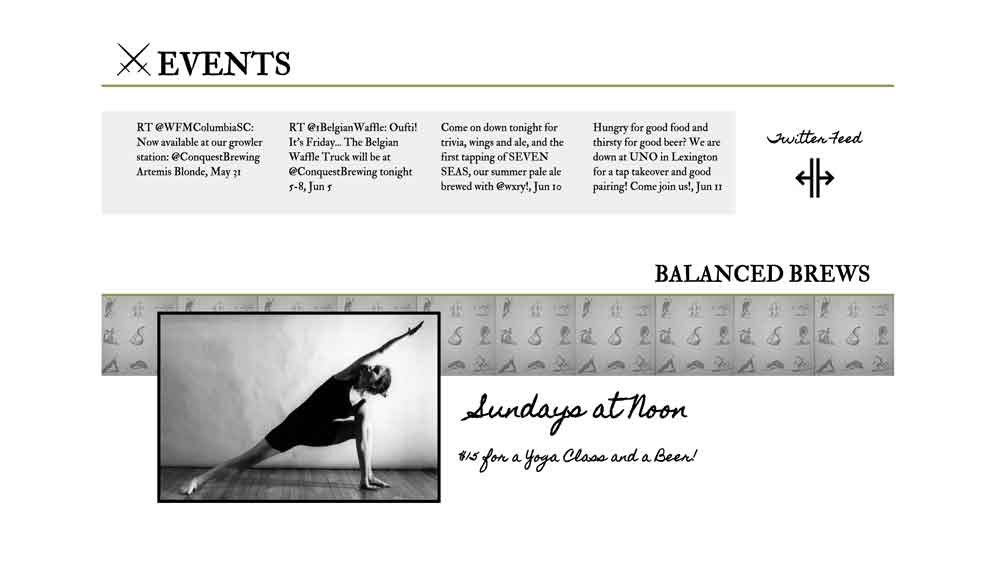 EVENTS
RT @WFMColumbiaSC:
Now available at our growler
station: @ConquestBrewing
Artemis Blonde, May 31
RT @1BelgianWaffle: Oufti!
It's Friday... The Belgian
Waffle Truck will be at
@ConquestBrewing tonight
5-8, Jun 5
Come on down tonight for
trivia, wings and ale, and the
first tapping of SEVEN
SEAS, our summer pale ale
brewed with @wxry!, Jun 10
Hungry for good food and
thirsty for good beer? We are
down at UNO in Lexington
for a tap takeover and good
pairing! Come join us!, Jun 11
Twitter Feed
BALANCED BREWS
Sundays at Noon
$15 for a Yoga Class and a Beer!